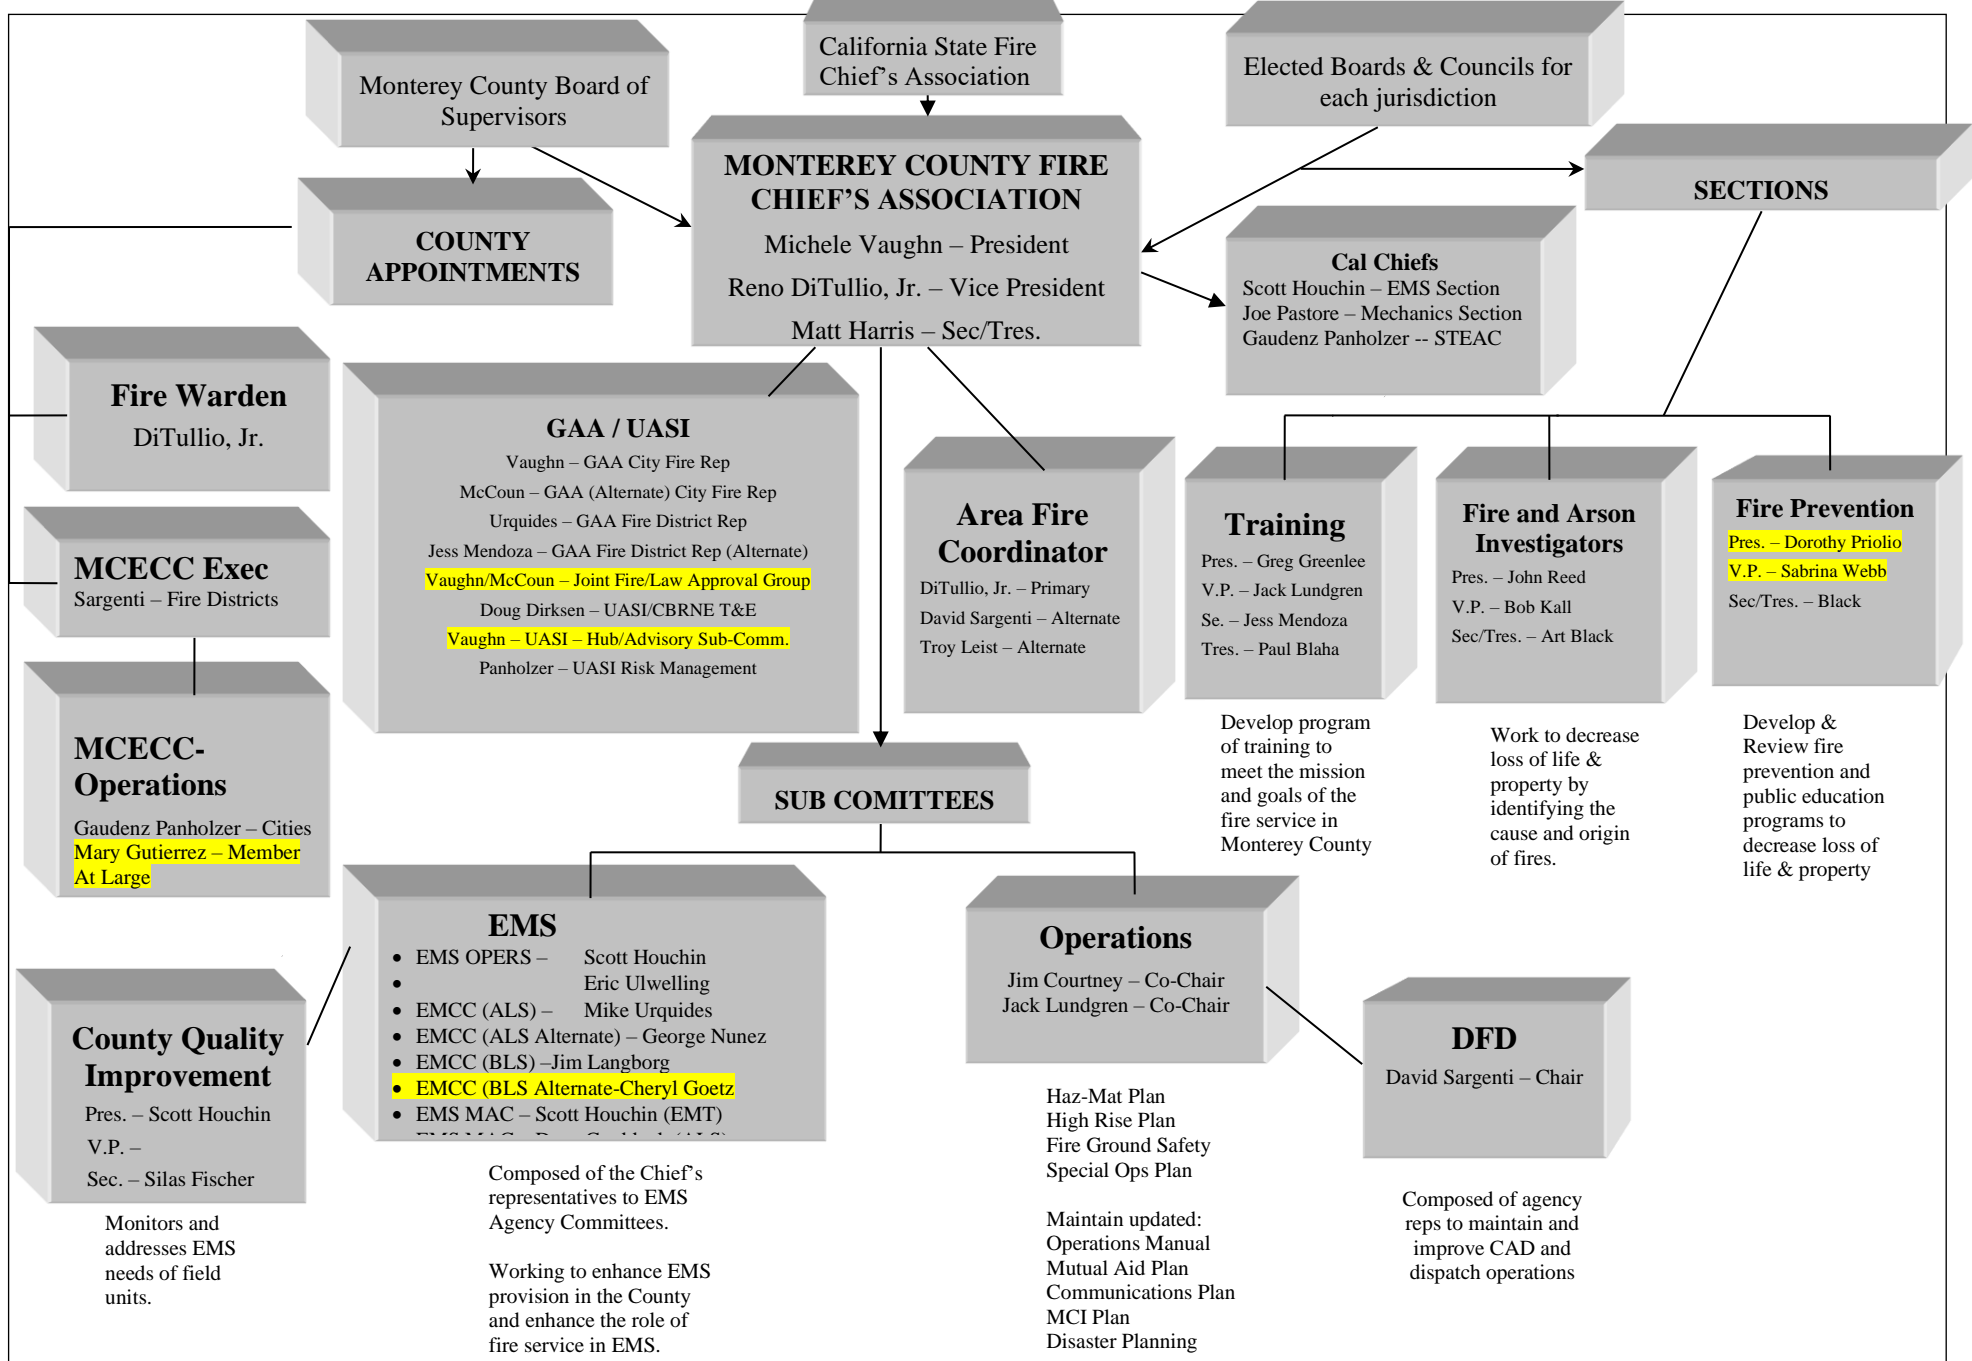 California State Fire
Chief's Association
Monterey County Board of
Supervisors
Elected Boards & Councils for
each jurisdiction
MONTEREY COUNTY FIRE
CHIEF'S ASSOCIATION
Michele Vaughn – President
Reno DiTullio, Jr. – Vice President
Matt Harris – Sec/Tres.
SECTIONS
COUNTY
APPOINTMENTS
Cal Chiefs
Scott Houchin – EMS Section
Joe Pastore – Mechanics Section
Gaudenz Panholzer -- STEAC
Fire Warden
DiTullio, Jr.
GAA / UASI
Vaughn – GAA City Fire Rep
McCoun – GAA (Alternate) City Fire Rep
Urquides – GAA Fire District Rep
Jess Mendoza – GAA Fire District Rep (Alternate)
Vaughn/McCoun – Joint Fire/Law Approval Group
Doug Dirksen – UASI/CBRNE T&E
Vaughn – UASI – Hub/Advisory Sub-Comm.
Panholzer – UASI Risk Management
Area Fire
Coordinator
DiTullio, Jr. – Primary
David Sargenti – Alternate
Troy Leist – Alternate
Training
Pres. – Greg Greenlee
V.P. – Jack Lundgren
Se. – Jess Mendoza
Tres. – Paul Blaha
Fire and Arson
Investigators
Pres. – John Reed
V.P. – Bob Kall
Sec/Tres. – Art Black
Fire Prevention
Pres. – Dorothy Priolio
V.P. – Sabrina Webb
Sec/Tres. – Black
MCECC Exec
Sargenti – Fire Districts
MCECC-
Operations
Gaudenz Panholzer – Cities
Mary Gutierrez – Member
At Large
Develop program
of training to
meet the mission
and goals of the
fire service in
Monterey County
Work to decrease
loss of life &
property by
identifying the
cause and origin
of fires.
Develop &
Review fire
prevention and
public education
programs to
decrease loss of
life & property
SUB COMITTEES
EMS
• EMS OPERS – Scott Houchin
• Eric Ulwelling
• EMCC (ALS) – Mike Urquides
• EMCC (ALS Alternate) – George Nunez
• EMCC (BLS) –Jim Langborg
• EMCC (BLS Alternate-Cheryl Goetz
• EMS MAC – Scott Houchin (EMT)
Operations
Jim Courtney – Co-Chair
Jack Lundgren – Co-Chair
DFD
David Sargenti – Chair
County Quality
Improvement
Pres. – Scott Houchin
V.P. –
Sec. – Silas Fischer
Monitors and
addresses EMS
needs of field
units.
Composed of the Chief's
representatives to EMS
Agency Committees.
Working to enhance EMS
provision in the County
and enhance the role of
fire service in EMS.
Haz-Mat Plan
High Rise Plan
Fire Ground Safety
Special Ops Plan
Maintain updated:
Operations Manual
Mutual Aid Plan
Communications Plan
MCI Plan
Disaster Planning
Composed of agency
reps to maintain and
improve CAD and
dispatch operations